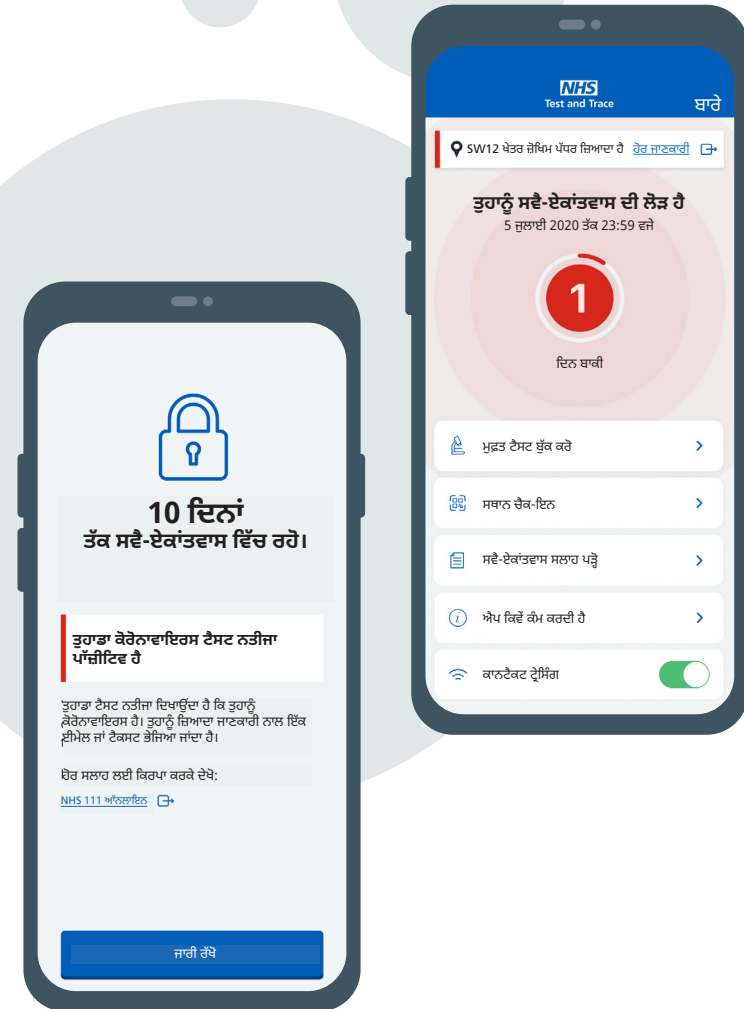 NHS
Test and Trace
ਬਾਰੇ
SW12 ਖੇਤਰ ਜ਼ੋਖਿਮ ਪੱਧਰ ਜ਼ਿਆਦਾ ਹੈ ਹੋਰ ਜਾਣਕਾਰੀ
ਤੁਹਾਨੂੰ ਸਵੈ-ਏਕਾਂਤਵਾਸ ਦੀ ਲੋੜ ਹੈ
5 ਜੁਲਾਈ 2020 ਤੱਕ 23:59 ਵਜੇ
1
ਦਿਨ ਬਾਕੀ
ਮੁਫ਼ਤ ਟੈਸਟ ਬੁੱਕ ਕਰੋ
ਸਥਾਨ ਚੈਕ-ਇਨ
ਸਵੈ-ਏਕਾਂਤਵਾਸ ਸਲਾਹ ਪੜ੍ਹੋ
ਐਪ ਕਿਵੇਂ ਕੰਮ ਕਰਦੀ ਹੈ
ਕਾਨਟੈਕਟ ਟ੍ਰੇਸਿੰਗ
10 ਦਿਨਾਂ
ਤੱਕ ਸਵੈ-ਏਕਾਂਤਵਾਸ ਵਿੱਚ ਰਹੋ।
ਤੁਹਾਡਾ ਕੋਰੋਨਾਵਾਇਰਸ ਟੈਸਟ ਨਤੀਜਾ
ਪਾੱਜ਼ੀਟਿਵ ਹੈ
ਤੁਹਾਡਾ ਟੈਸਟ ਨਤੀਜਾ ਦਿਖਾਉਂਦਾ ਹੈ ਕਿ ਤੁਹਾਨੂੰ
ਕੋਰੋਨਾਵਾਇਰਸ ਹੈ। ਤੁਹਾਨੂੰ ਜ਼ਿਆਦਾ ਜਾਣਕਾਰੀ ਨਾਲ ਇੱਕ
ਈਮੇਲ ਜਾਂ ਟੈਕਸਟ ਭੇਜਿਆ ਜਾਂਦਾ ਹੈ।
ਹੋਰ ਸਲਾਹ ਲਈ ਕਿਰਪਾ ਕਰਕੇ ਦੇਖੋ:
NHS 111 ਆੱਨਲਾਇਨ
ਜਾਰੀ ਰੱਖੋ